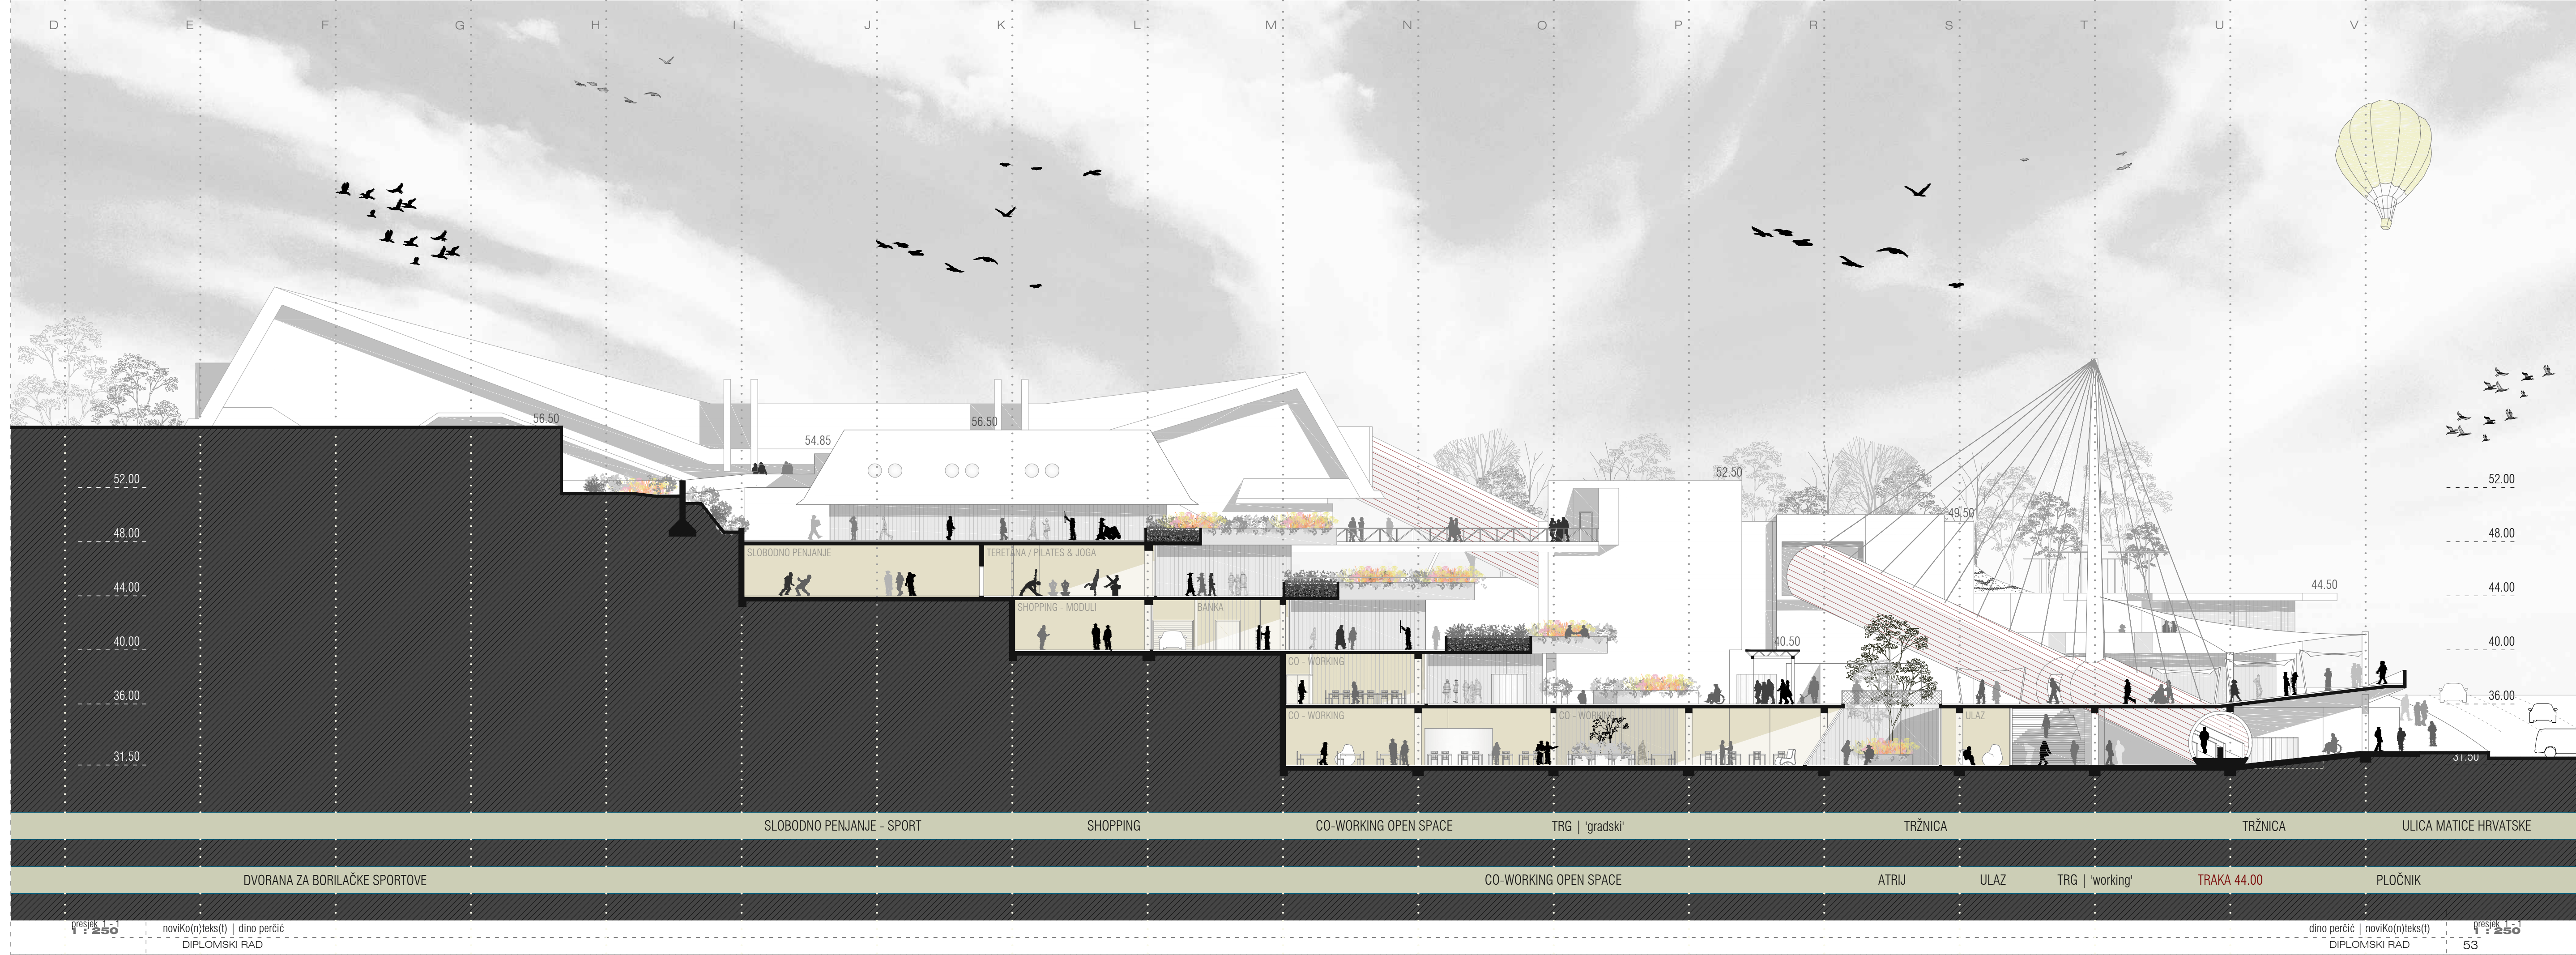 D E F G H I J K L M N O P R S T U V
56.50
56.50
54.85
52.50
49.50
44.50
40.50
52.00
48.00
44.00
40.00
36.00
31.50
52.00
48.00
44.00
40.00
36.00
31.50
SLOBODNO PENJANJE
TERETANA / PILATES & JOGA
SHOPPING - MODULI
BANKA
CO - WORKING
CO - WORKING
CO - WORKING
ULAZ
SLOBODNO PENJANJE - SPORT
SHOPPING
CO-WORKING OPEN SPACE
TRG | 'gradski'
TRŽNICA
TRŽNICA
ULICA MATICE HRVATSKE
DVORANA ZA BORILAČKE SPORTOVE
CO-WORKING OPEN SPACE
ATRIJ
ULAZ
TRG | 'working'
TRAKA 44.00
PLOČNIK
presjek 1 - 1
1 : 250
noviKo(n)teks(t) | dino perčić
DIPLOMSKI RAD
dino perčić | noviKo(n)teks(t)
DIPLOMSKI RAD
53
presjek 1 - 1
1 : 250